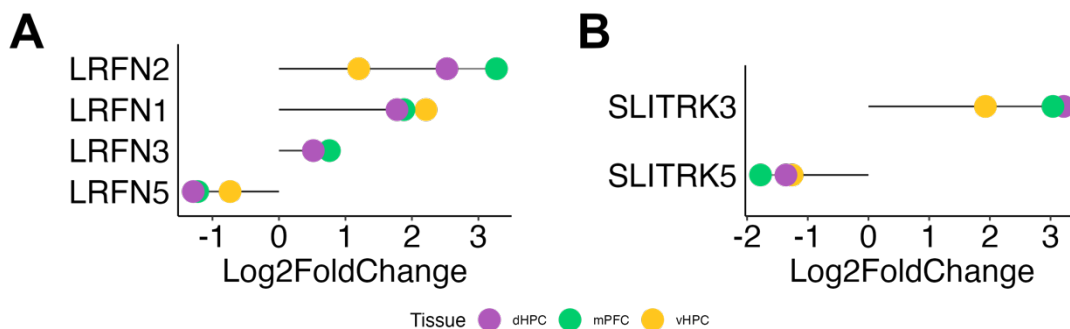 A
LRFN2
LRFN1
LRFN3
LRFN5
-1 0 1 2 3
Log2FoldChange
B
SLITRK3
SLITRK5
-2 -1 0 1 2 3
Log2FoldChange
Tissue dHPC mPFC vHPC